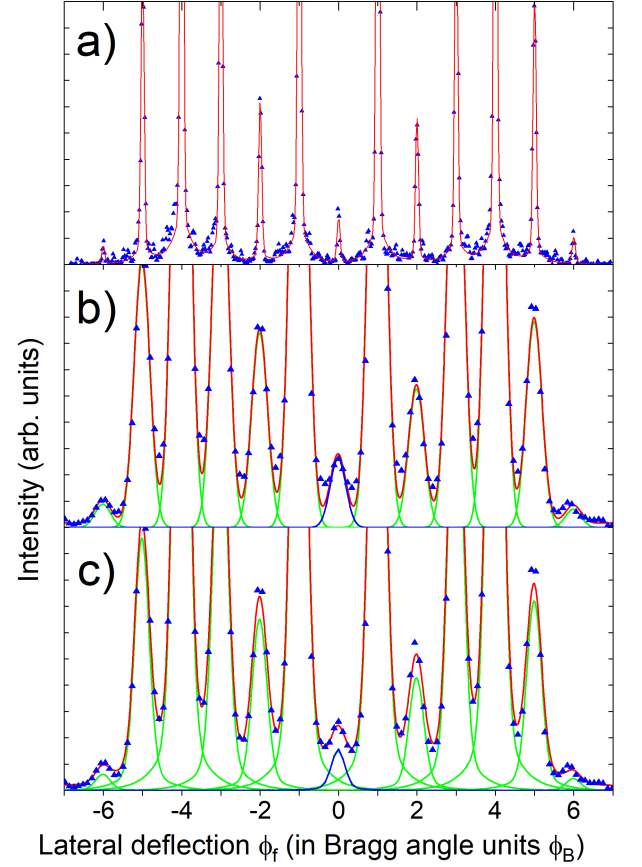 a)
b)
c)
Intensity (arb. units)
-6 -4 -2 0 2 4 6
Lateral deflection ϕf (in Bragg angle units ϕB)